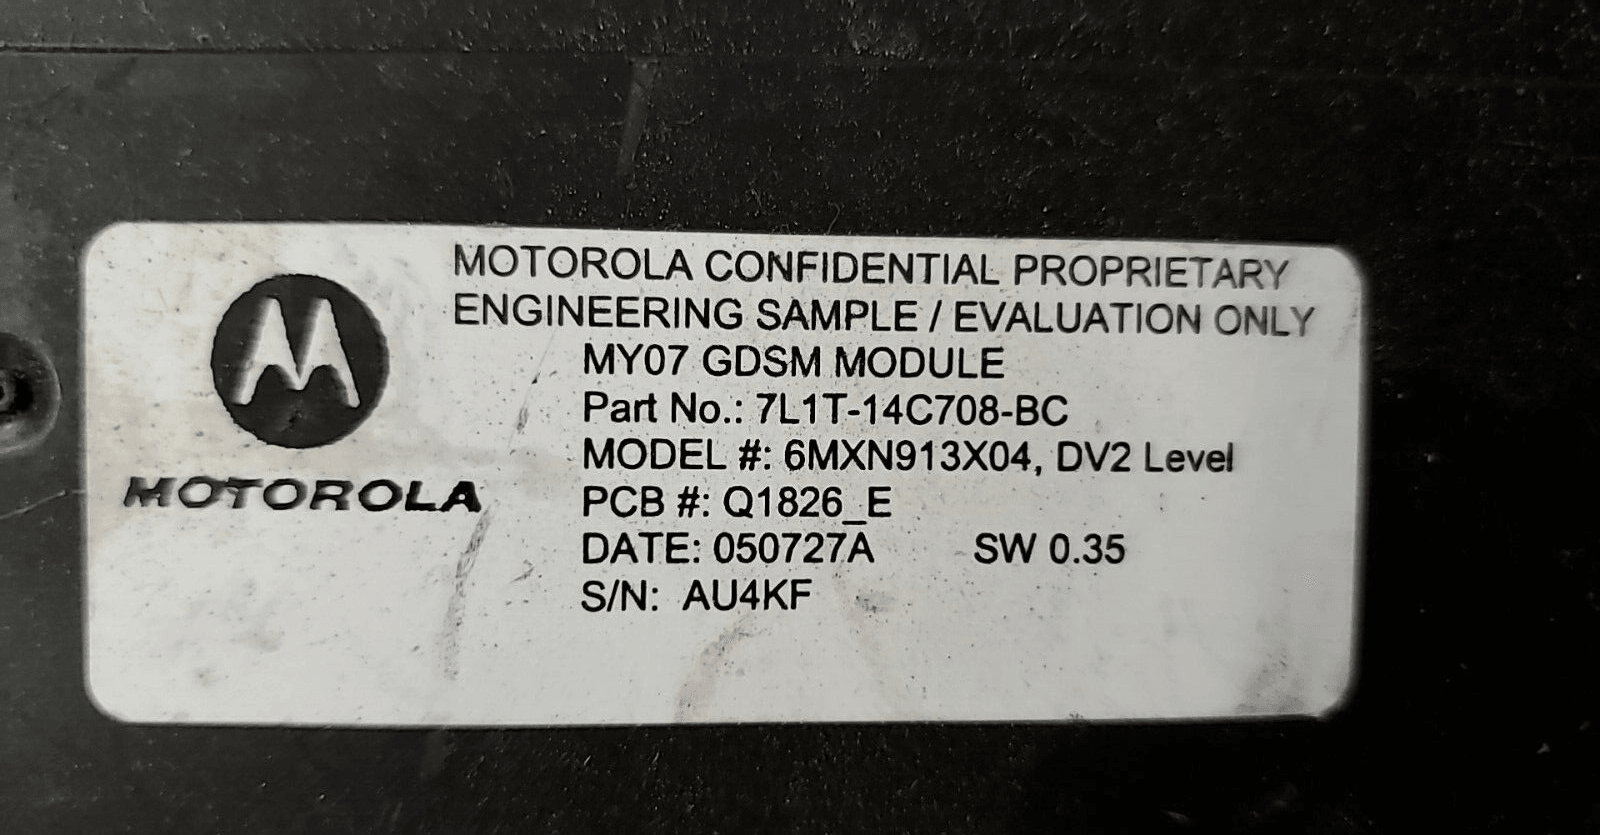 MOTOROLA CONFIDENTIAL PROPRIETARY
ENGINEERING SAMPLE / EVALUATION ONLY
MY07 GDSM MODULE
Part No.: 7L1T-14C708-BC
MODEL #: 6MXN913X04, DV2 Level
MOTOROLA
PCB #: Q1826_E
DATE: 050727A SW 0.35
S/N: AU4KF